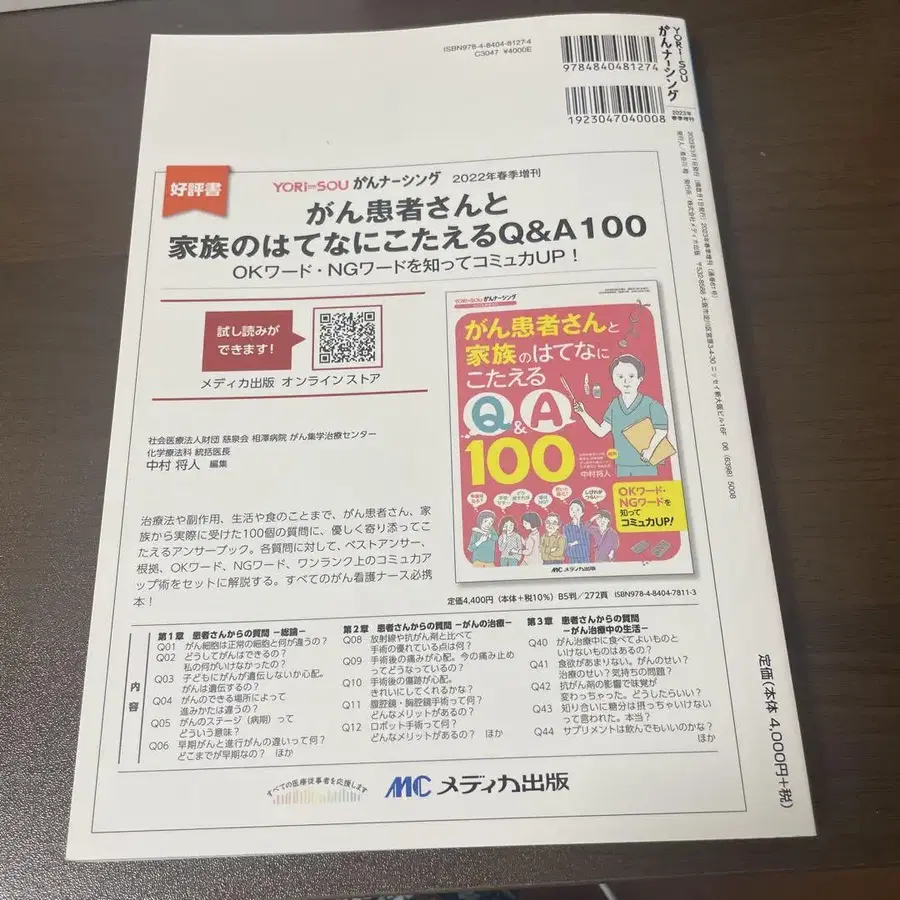 ISBN978-4-8404-8127-4
C3047 ¥4000E
9784840481274
1923047040008
YORi-SOU がんナーシング
2023年春季増刊
定価(本体 4,000円+税)
好評書
YORi-SOU がんナーシング 2022年春季増刊
がん患者さんと
家族のはてなにこたえるQ&A100
OKワード・NGワードを知ってコミュ力UP!
試し読みが
できます!
メディカ出版 オンラインストア
社会医療法人財団 慈泉会 相澤病院 がん集学治療センター
化学療法科 統括医長
中村 将人 編集
治療法や副作用、生活や食のことまで、がん患者さん、家
族から実際に受けた100個の質問に、優しく寄り添ってこ
たえるアンサーブック。各質問に対して、ベストアンサー、
根拠、OKワード、NGワード、ワンランク上のコミュ力ア
ップ術をセットに解説する。すべてのがん看護ナース必携
本!
YORi-SOU がんナーシング
がん患者さんと
家族のはてなに
こたえる
Q&A
100
中村将人
OKワード・
NGワードを
知って
コミュ力UP!
MC メディカ出版
定価4,400円(本体+税10%) B5判/272頁 ISBN978-4-8404-7811-3
内容
第1章 患者さんからの質問 −総論−
Q01 がん細胞は正常の細胞と何が違うの?
Q02 どうしてがんはできるの?
私の何がいけなかったの?
Q03 子どもにがんが遺伝しないか心配。
がんは遺伝するの?
Q04 がんのできる場所によって
進みかたは違うの?
Q05 がんのステージ(病期)って
どういう意味?
Q06 早期がんと進行がんの違いって何?
どこまでが早期なの? ほか
第2章 患者さんからの質問 −がんの治療−
Q08 放射線や抗がん剤と比べて
手術の優れている点は何?
Q09 手術後の痛みが心配。今の痛み止め
ってどうなっているの?
Q10 手術後の傷跡が心配。
きれいにしてくれるかな?
Q11 腹腔鏡・胸腔鏡手術って何?
どんなメリットがあるの?
Q12 ロボット手術って何?
どんなメリットがあるの? ほか
第3章 患者さんからの質問
−がん治療中の生活−
Q40 がん治療中に食べてよいものと
いけないものはあるの?
Q41 食欲があまりない。がんのせい?
治療のせい?気持ちの問題?
Q42 抗がん剤の影響で味覚が
変わっちゃった。どうしたらいい?
Q43 知り合いに糖分は摂っちゃいけない
って言われた。本当?
Q44 サプリメントは飲んでもいいのかな?
ほか
すべての医療従事者を応援します
MC メディカ出版